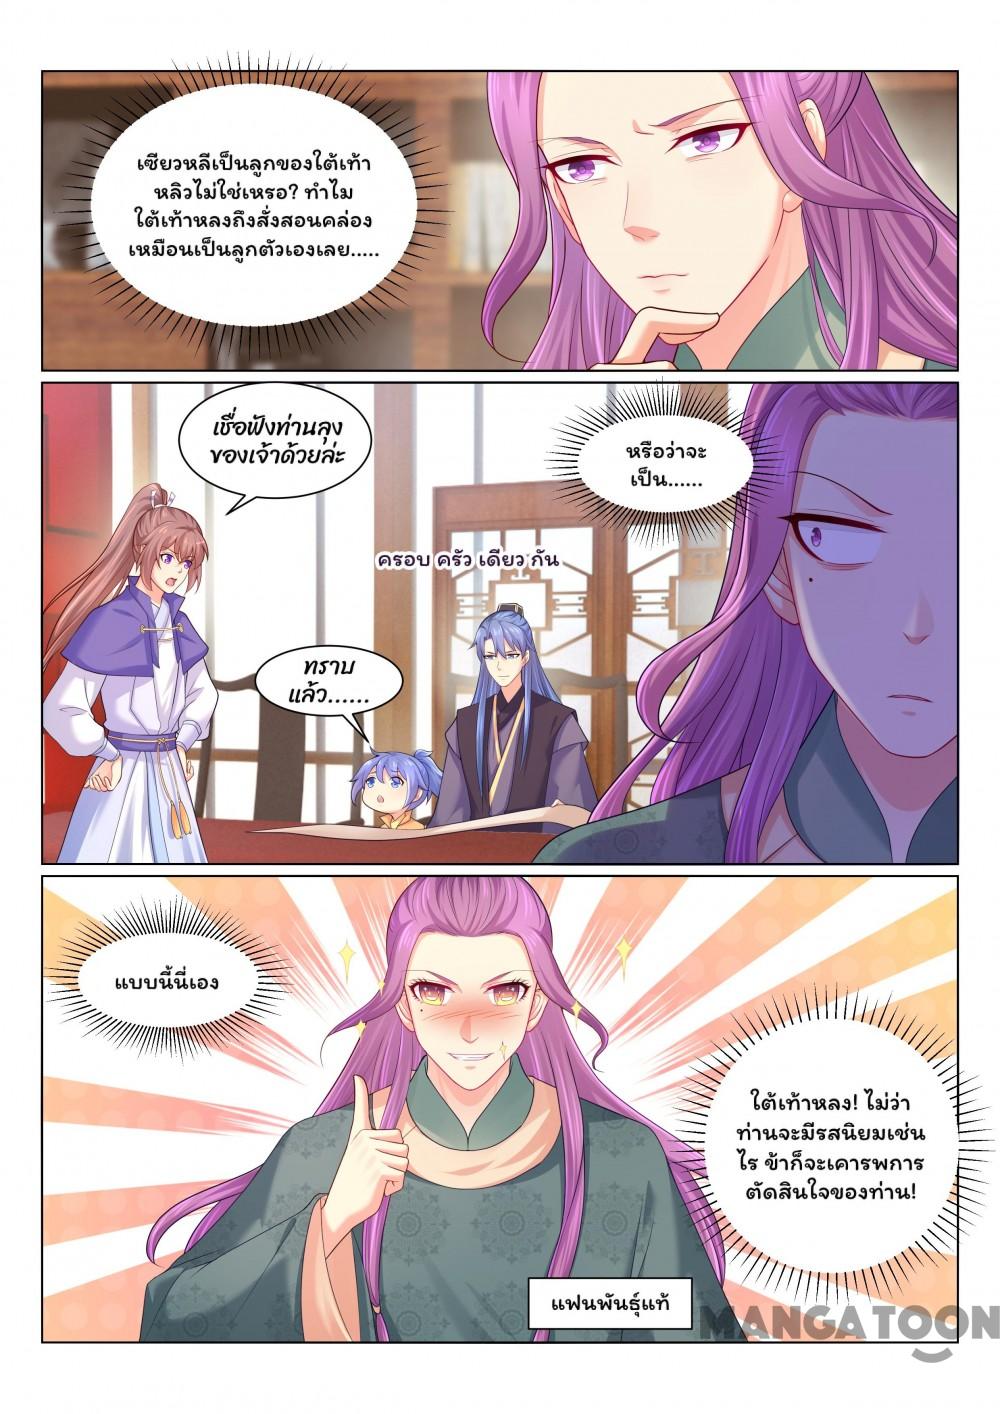 เซียวหลีเป็นลูกของใต้เท้า
หลิวไม่ใช่เหรอ? ทำไม
ใต้เท้าหลงถึงสั่งสอนคล่อง
เหมือนเป็นลูกตัวเองเลย.....
เชื่อฟังท่านลุง
ของเจ้าด้วยล่ะ
หรือว่าจะ
เป็น......
ครอบ ครัว เดียว กัน
ทราบ
แล้ว......
แบบนี้นี่เอง
ใต้เท้าหลง! ไม่ว่า
ท่านจะมีรสนิยมเช่น
ไร ข้าก็จะเคารพการ
ตัดสินใจของท่าน!
แฟนพันธุ์แท้
MANGATOON